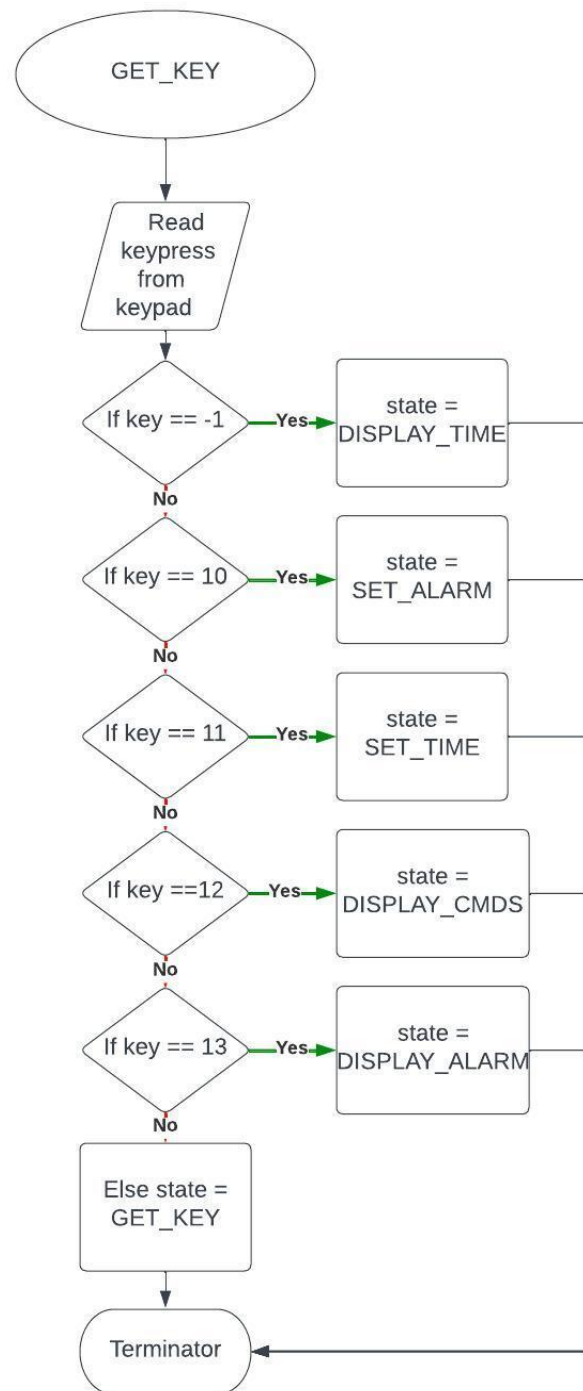 GET_KEY
Read
keypress
from
keypad
If key == -1
Yes
state =
DISPLAY_TIME
No
If key == 10
Yes
state =
SET_ALARM
No
If key == 11
Yes
state =
SET_TIME
No
If key ==12
Yes
state =
DISPLAY_CMDS
No
If key == 13
Yes
state =
DISPLAY_ALARM
No
Else state =
GET_KEY
Terminator